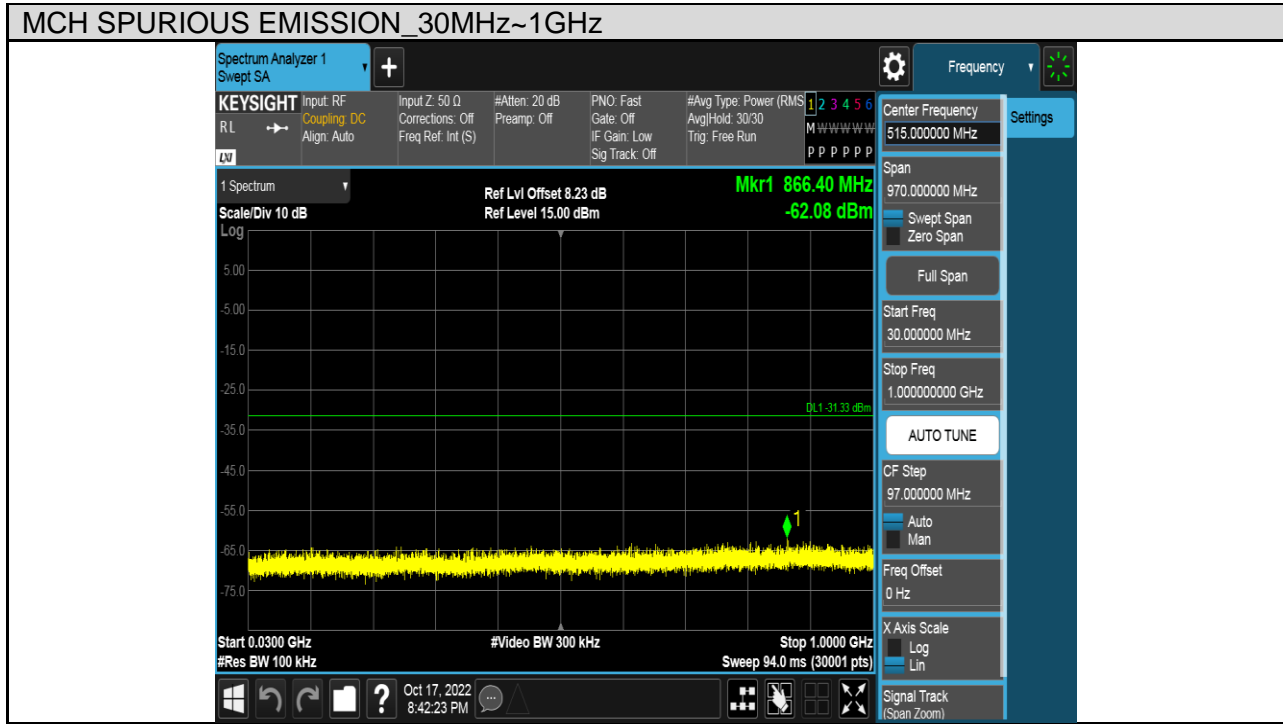 MCH SPURIOUS EMISSION_30MHz~1GHz
Spectrum Analyzer 1
Swept SA
+
Frequency
KEYSIGHT
RL
LXI
Input: RF
Coupling: DC
Align: Auto
Input Z: 50 Ω
Corrections: Off
Freq Ref: Int (S)
#Atten: 20 dB
Preamp: Off
PNO: Fast
Gate: Off
IF Gain: Low
Sig Track: Off
#Avg Type: Power (RMS
Avg|Hold: 30/30
Trig: Free Run
1 2 3 4 5 6
M W W W W W
P P P P P P
Center Frequency
515.000000 MHz
Settings
1 Spectrum
Scale/Div 10 dB
Ref Lvl Offset 8.23 dB
Ref Level 15.00 dBm
Mkr1 866.40 MHz
-62.08 dBm
Log
5.00
-5.00
-15.0
-25.0
-35.0
-45.0
-55.0
-65.0
-75.0
DL1 -31.33 dBm
1
Start 0.0300 GHz
#Res BW 100 kHz
#Video BW 300 kHz
Stop 1.0000 GHz
Sweep 94.0 ms (30001 pts)
Span
970.000000 MHz
Swept Span
Zero Span
Full Span
Start Freq
30.000000 MHz
Stop Freq
1.000000000 GHz
AUTO TUNE
CF Step
97.000000 MHz
Auto
Man
Freq Offset
0 Hz
X Axis Scale
Log
Lin
Signal Track
(Span Zoom)
?
Oct 17, 2022
8:42:23 PM